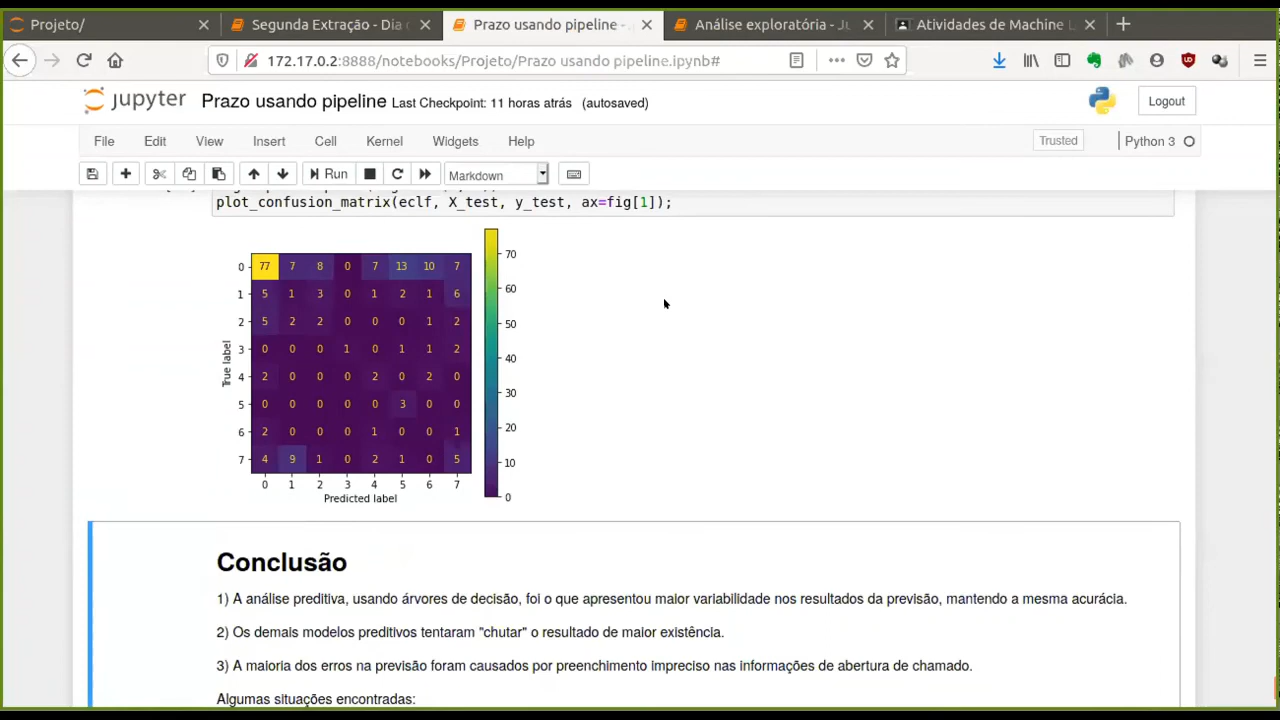 Projeto/
Segunda Extração - Dia
Prazo usando pipeline -
Análise exploratória - Ju
Atividades de Machine L
172.17.0.2:8888/notebooks/Projeto/Prazo usando pipeline.ipynb#
jupyter Prazo usando pipeline Last Checkpoint: 11 horas atrás (autosaved)
Logout
File Edit View Insert Cell Kernel Widgets Help
Trusted Python 3
Run Markdown
plot_confusion_matrix(eclf, X_test, y_test, ax=fig[1]);
0 77 7 8 0 7 13 10 7
1 5 1 3 0 1 2 1 6
2 5 2 2 0 0 0 1 2
3 0 0 0 1 0 1 1 2
4 2 0 0 0 2 0 2 0
5 0 0 0 0 0 3 0 0
6 2 0 0 0 1 0 0 1
7 4 9 1 0 2 1 0 5
0 1 2 3 4 5 6 7
True label
Predicted label
70
60
50
40
30
20
10
0
Conclusão
1) A análise preditiva, usando árvores de decisão, foi o que apresentou maior variabilidade nos resultados da previsão, mantendo a mesma acurácia.
2) Os demais modelos preditivos tentaram "chutar" o resultado de maior existência.
3) A maioria dos erros na previsão foram causados por preenchimento impreciso nas informações de abertura de chamado.
Algumas situações encontradas: